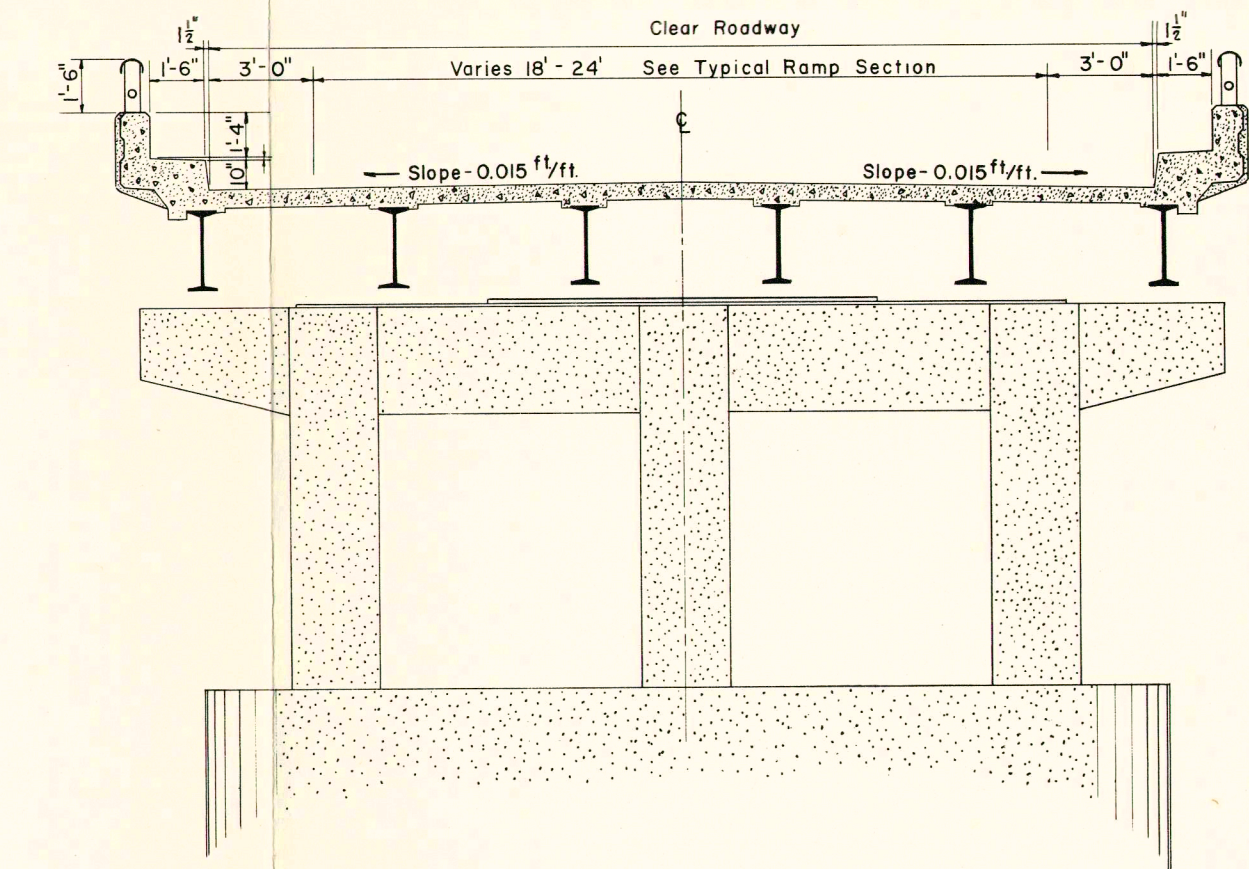 Clear Roadway
1½"
1½"
1'-6"
1'-6"
3'-0"
Varies 18' - 24' See Typical Ramp Section
3'-0"
1'-6"
1'-4"
10"
℄
Slope - 0.015 ft/ft.
Slope - 0.015 ft/ft.